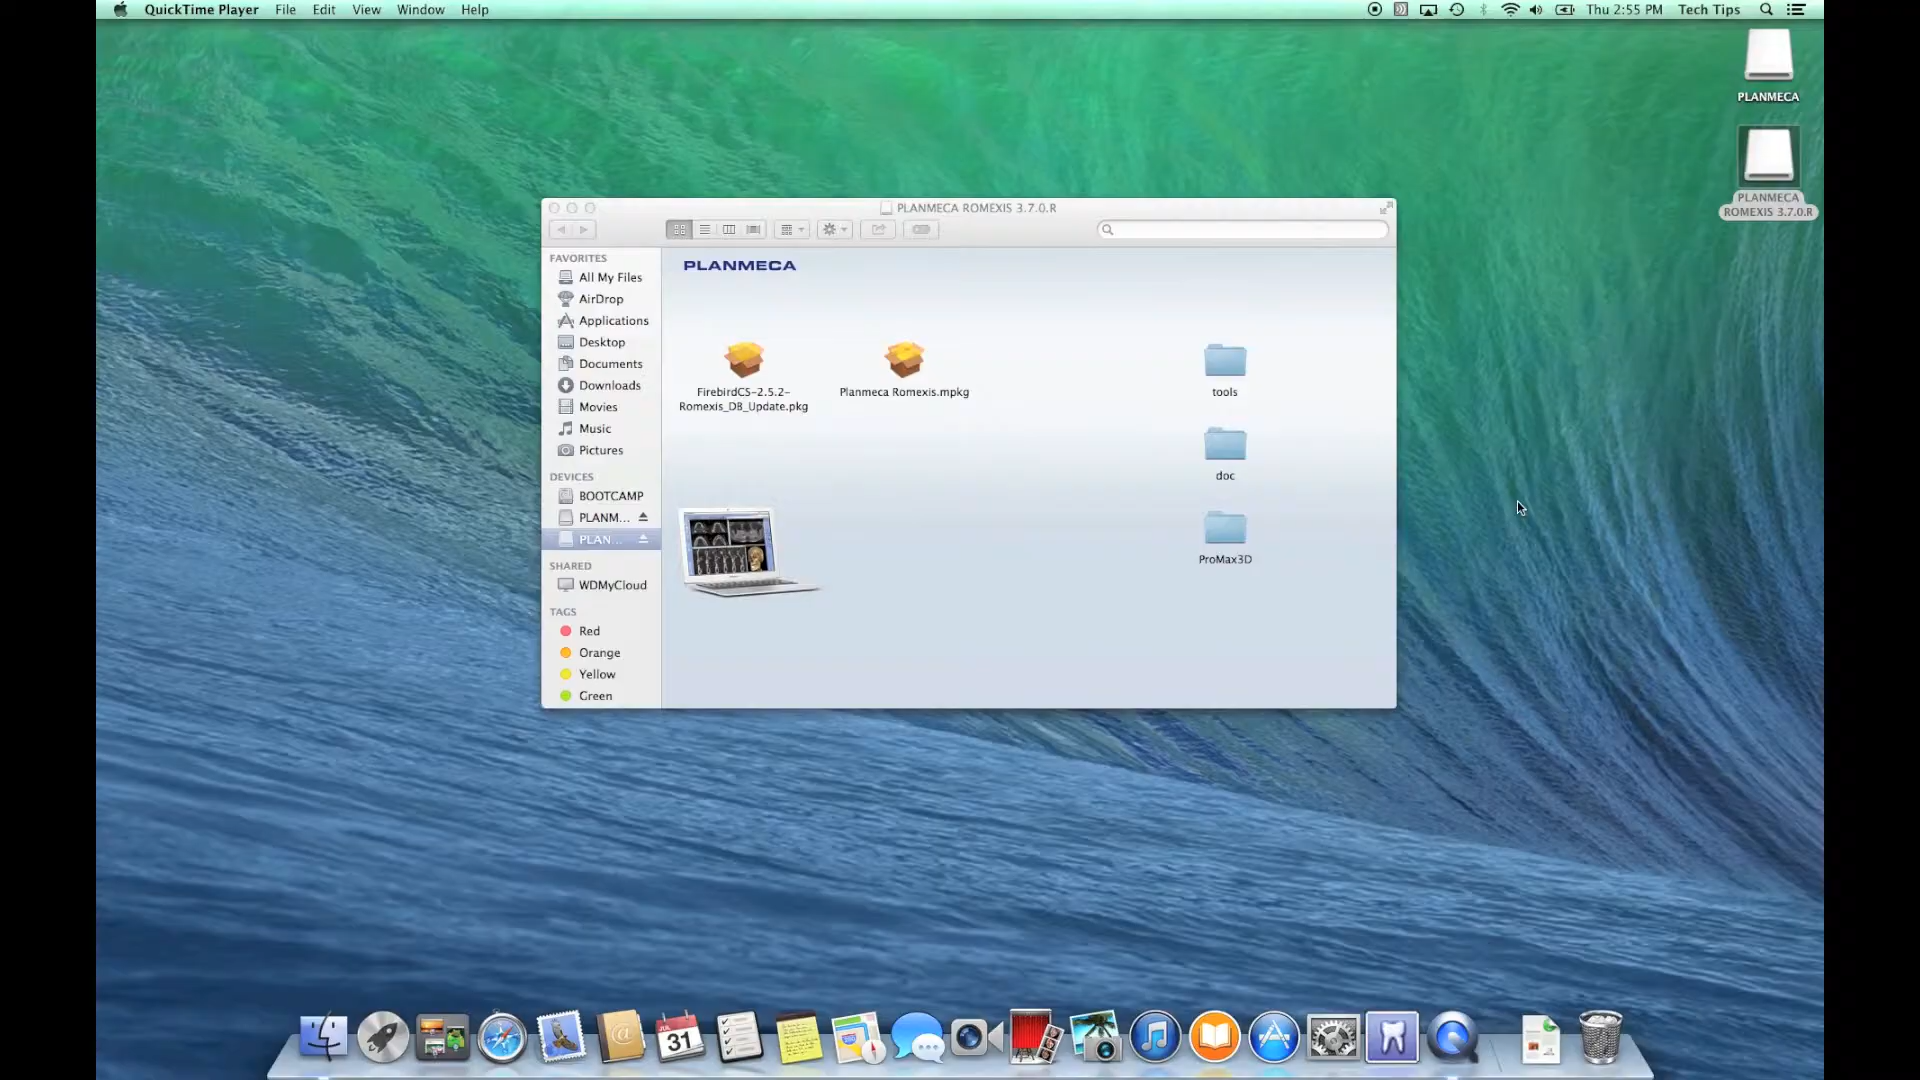 QuickTime Player File Edit View Window Help
Thu 2:55 PM Tech Tips
PLANMECA
PLANMECA
ROMEXIS 3.7.0.R
PLANMECA ROMEXIS 3.7.0.R
FAVORITES
All My Files
AirDrop
Applications
Desktop
Documents
Downloads
Movies
Music
Pictures
DEVICES
BOOTCAMP
PLANM...
PLAN...
SHARED
WDMyCloud
TAGS
Red
Orange
Yellow
Green
PLANMECA
FirebirdCS-2.5.2-
Romexis_DB_Update.pkg
Planmeca Romexis.mpkg
tools
doc
ProMax3D
JUL
31